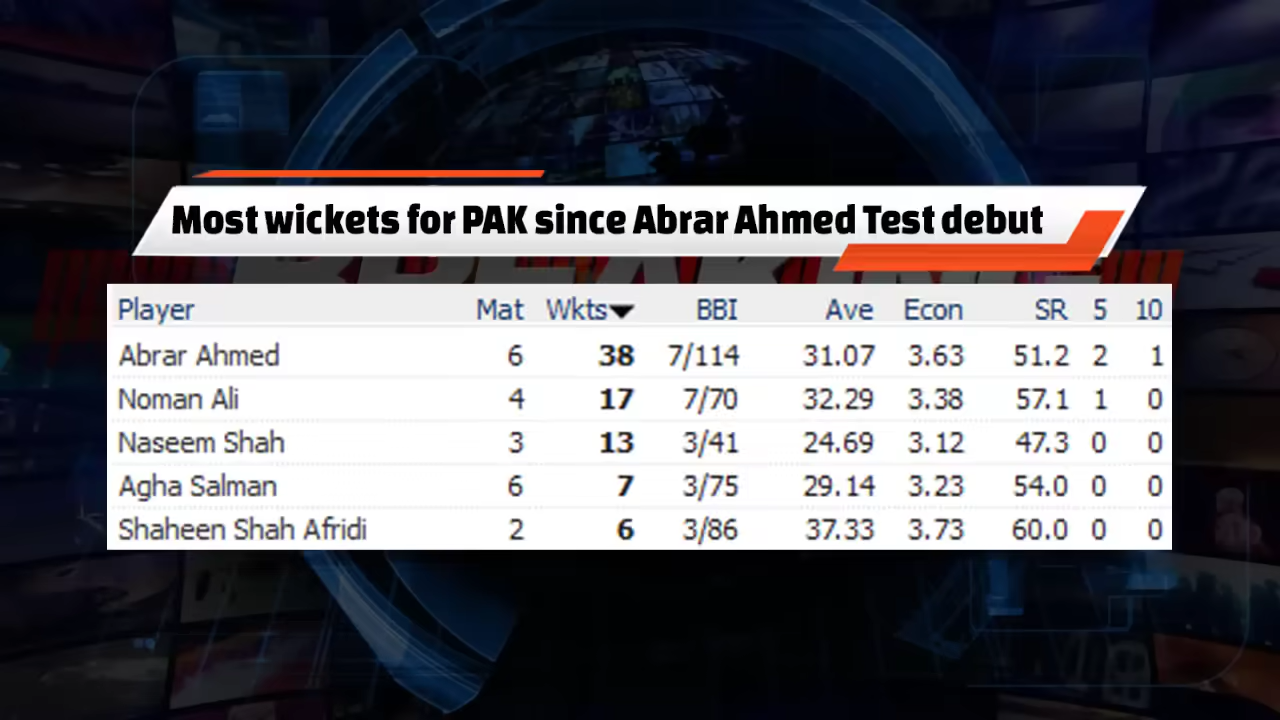 Most wickets for PAK since Abrar Ahmed Test debut
Player Mat Wkts BBI Ave Econ SR 5 10
Abrar Ahmed 6 38 7/114 31.07 3.63 51.2 2 1
Noman Ali 4 17 7/70 32.29 3.38 57.1 1 0
Naseem Shah 3 13 3/41 24.69 3.12 47.3 0 0
Agha Salman 6 7 3/75 29.14 3.23 54.0 0 0
Shaheen Shah Afridi 2 6 3/86 37.33 3.73 60.0 0 0